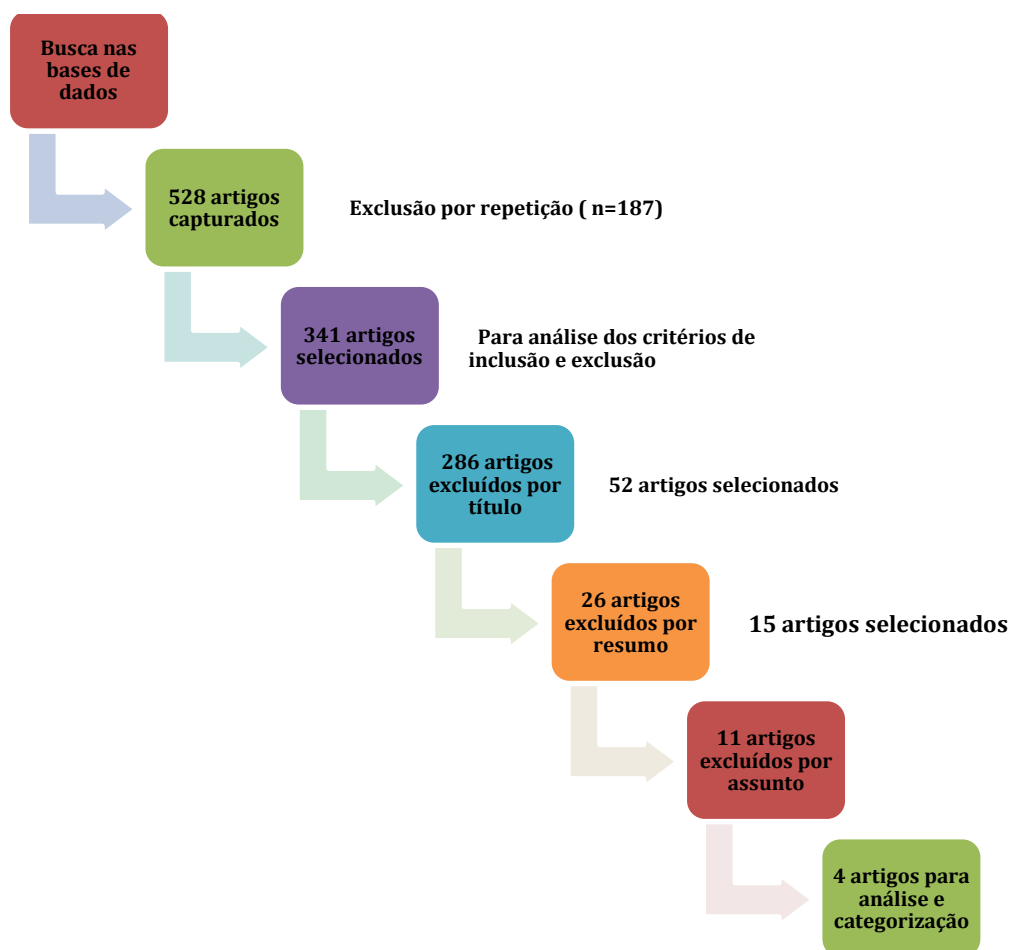 Busca nas
bases de
dados
528 artigos
capturados
Exclusão por repetição ( n=187)
341 artigos
selecionados
Para análise dos critérios de
inclusão e exclusão
286 artigos
excluídos por
título
52 artigos selecionados
26 artigos
excluídos por
resumo
15 artigos selecionados
11 artigos
excluídos por
assunto
4 artigos para
análise e
categorização